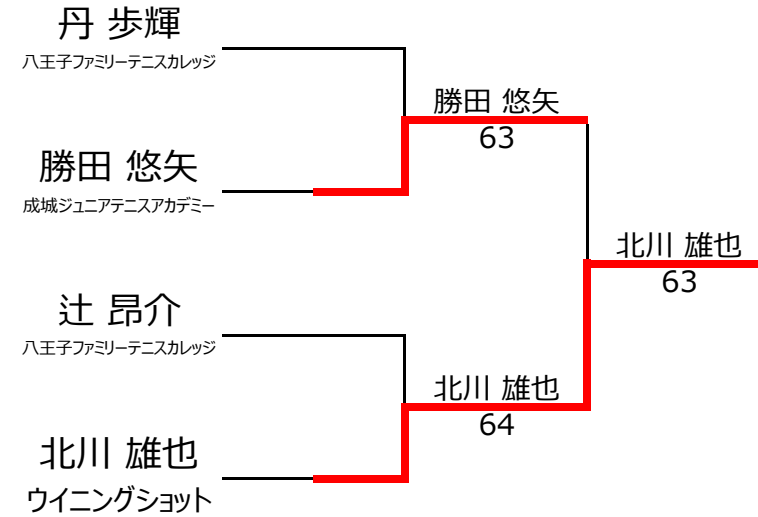 丹 歩輝
八王子ファミリーテニスカレッジ
勝田 悠矢
63
勝田 悠矢
成城ジュニアテニスアカデミー
北川 雄也
63
辻 昂介
八王子ファミリーテニスカレッジ
北川 雄也
64
北川 雄也
ウイニングショット